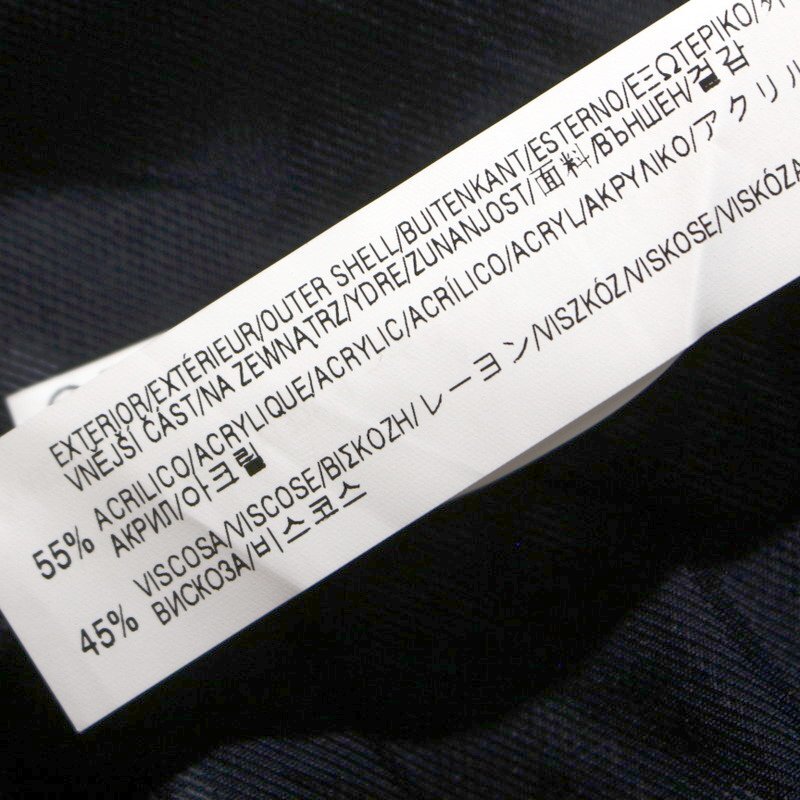 EXTERIOR/EXTÉRIEUR/OUTER SHELL/BUITENKANT/ESTERNO/ΕΞΩΤΕΡΙΚΟ/
VNĚJŠÍ ČÁST/NA ZEWNĄTRZ/YDRE/ZUNANJOST/面料/ВЪНШЕН/겉감
55% ACRILICO/ACRYLIQUE/ACRYLIC/ACRÍLICO/ACRYL/ΑΚΡΥΛΙΚΟ/アクリル
АКРИЛ/아크릴
45% VISCOSA/VISCOSE/ΒΙΣΚΟΖΗ/レーヨン/VISZKÓZ/VISKOSE/VISKÓZA
ВИСКОЗА/비스코스